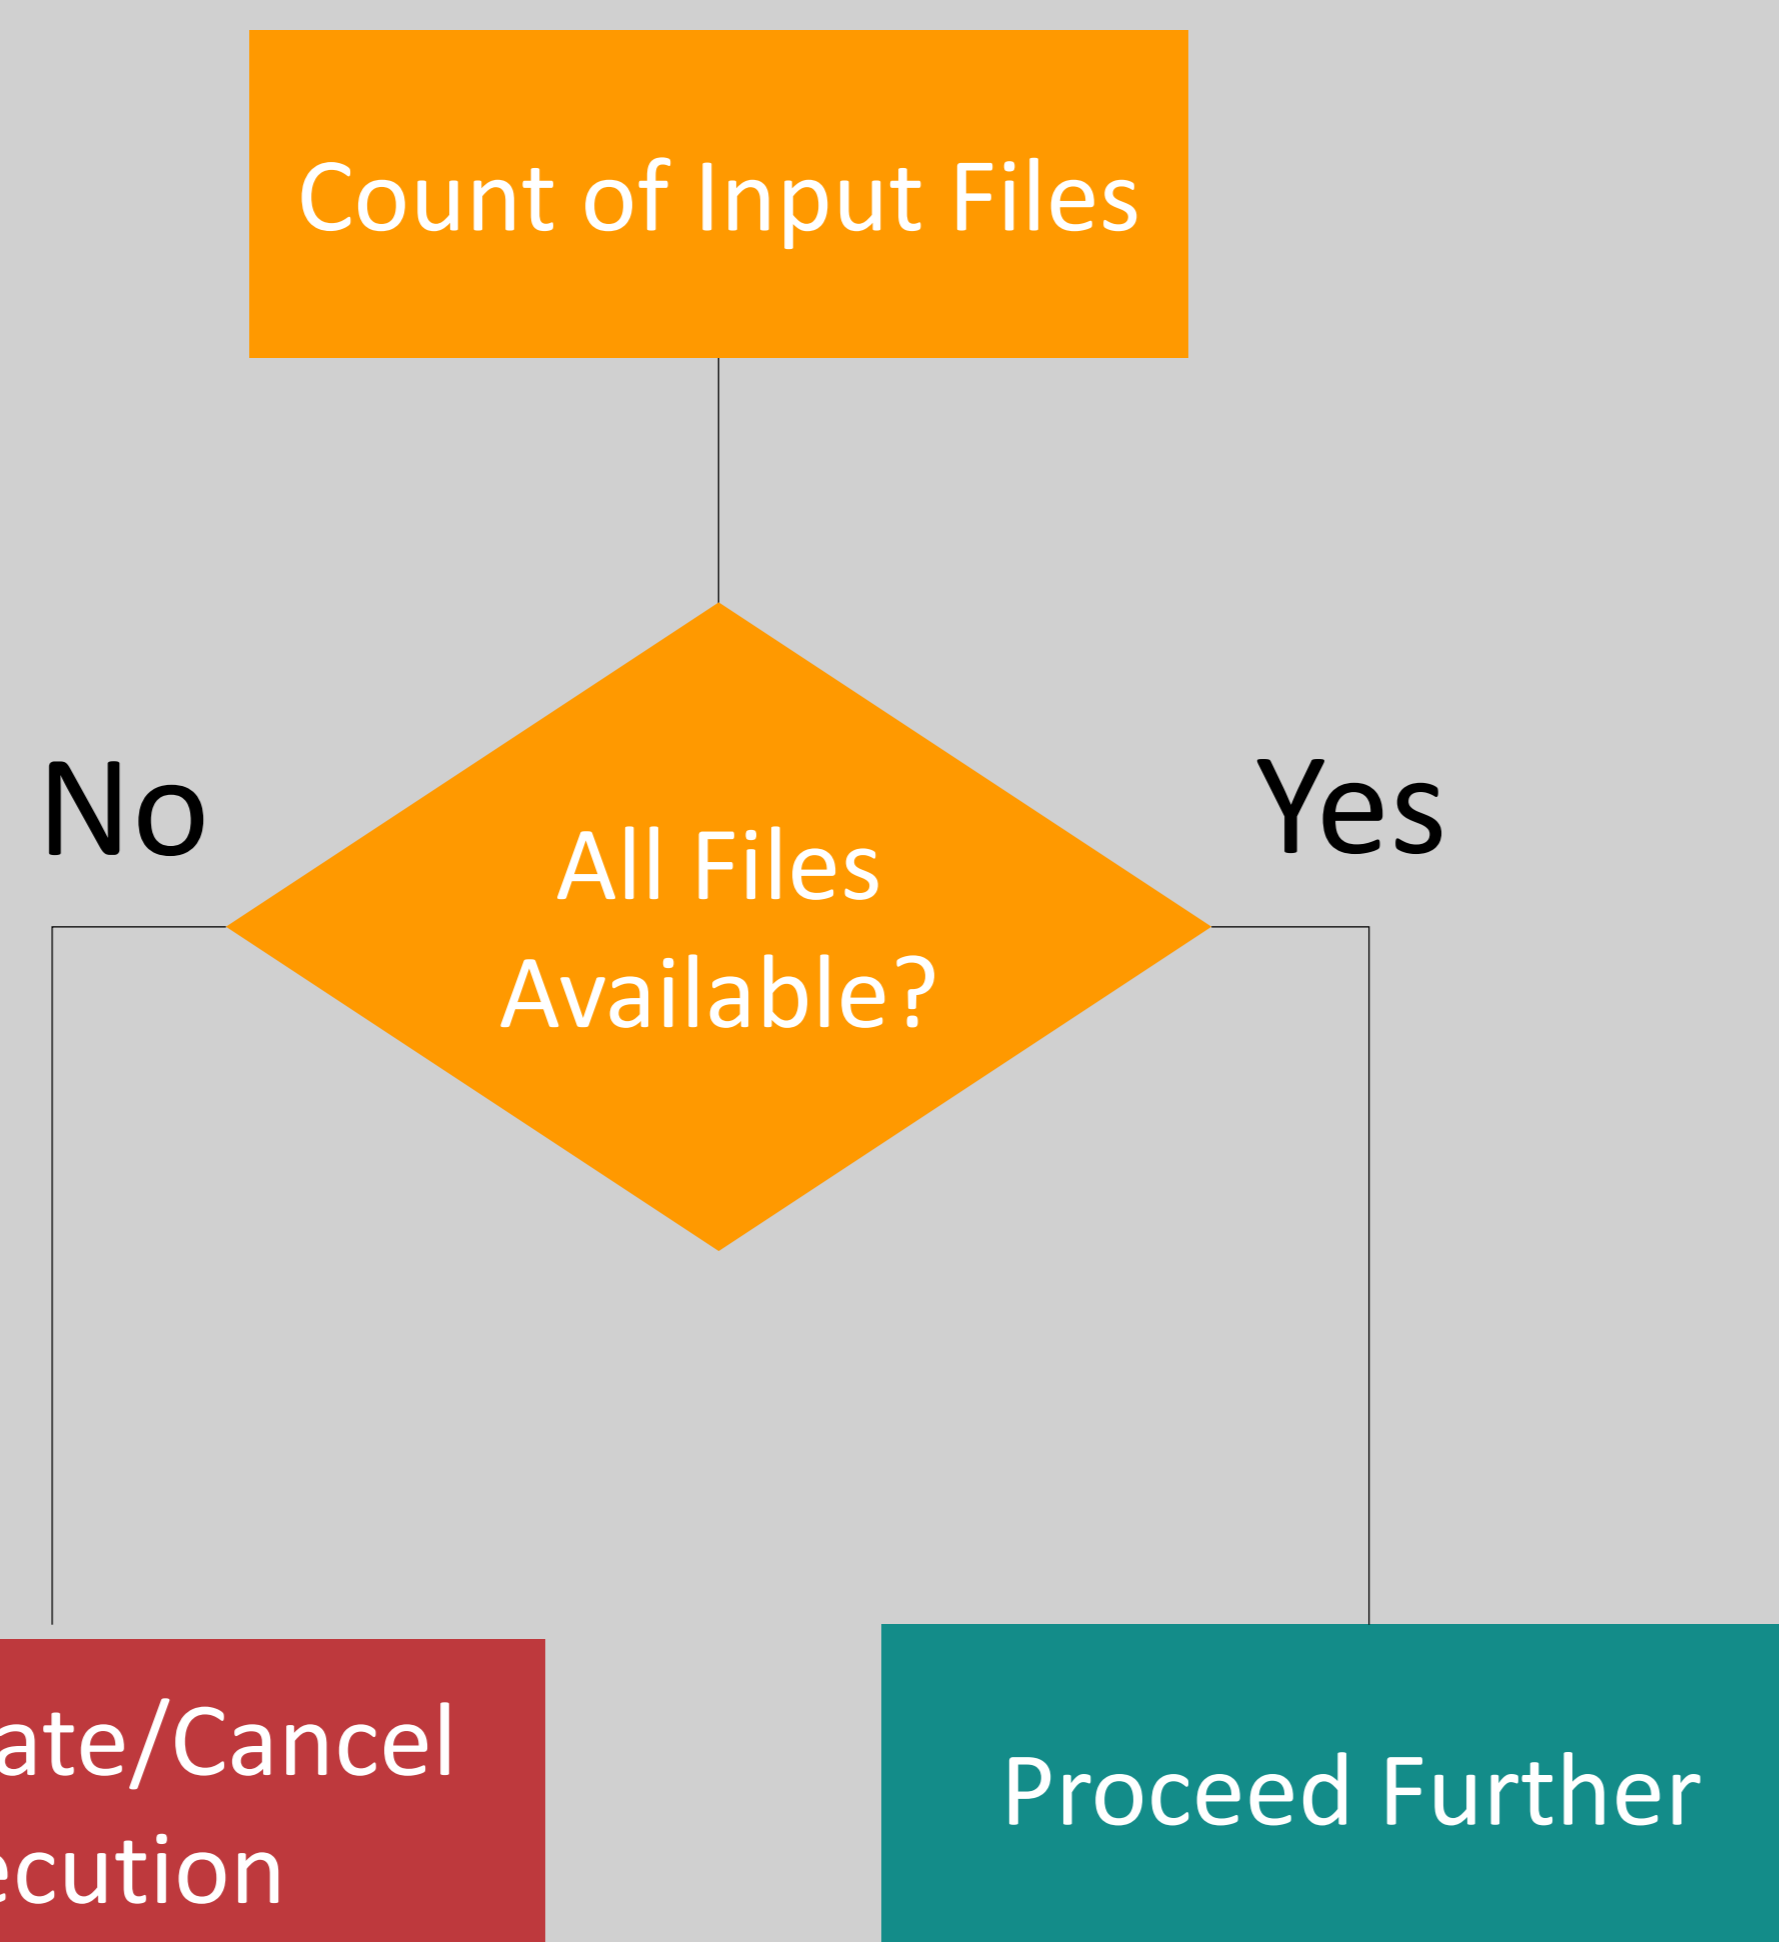 Count of Input Files
No
Yes
All Files
Available?
ate/Cancel
ecution
Proceed Further